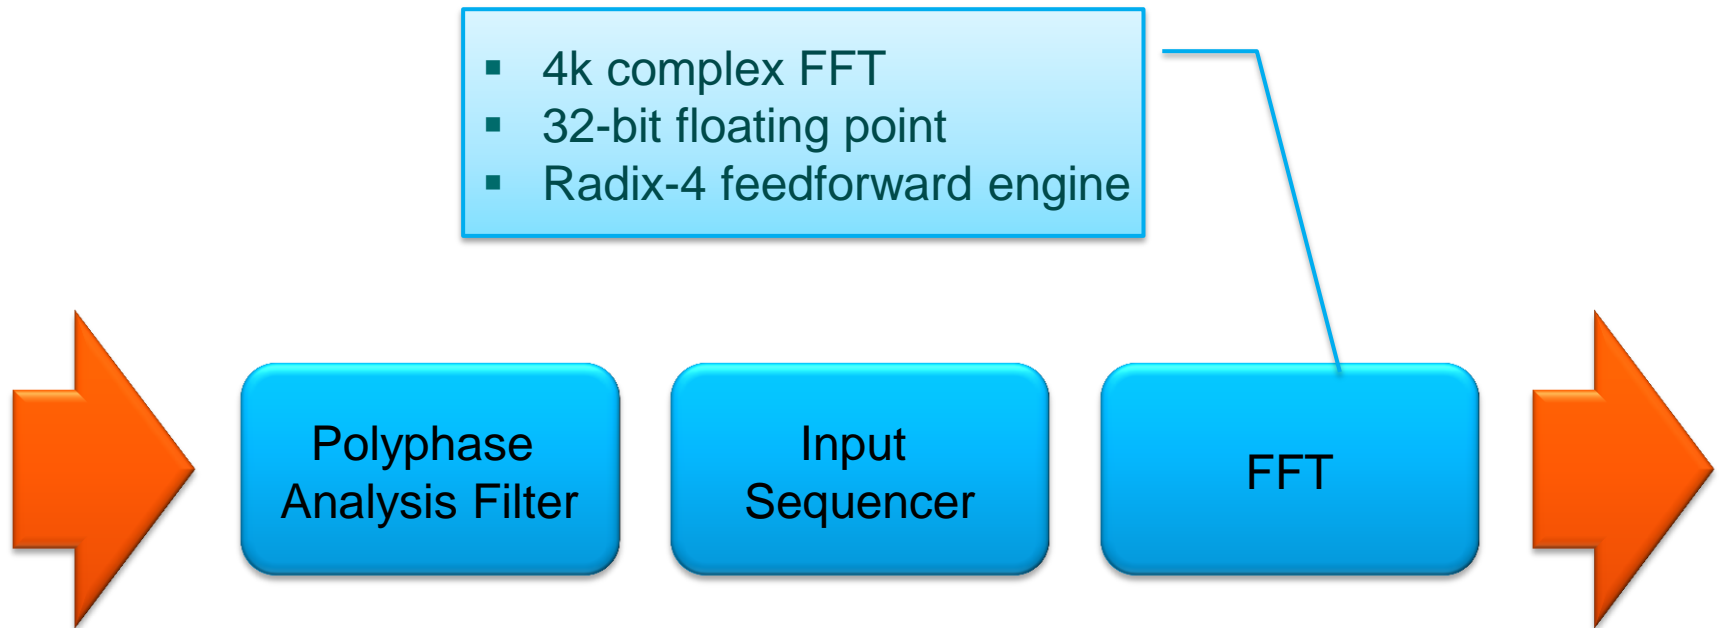 ▪ 4k complex FFT
▪ 32-bit floating point
▪ Radix-4 feedforward engine
Polyphase
Analysis Filter
Input
Sequencer
FFT